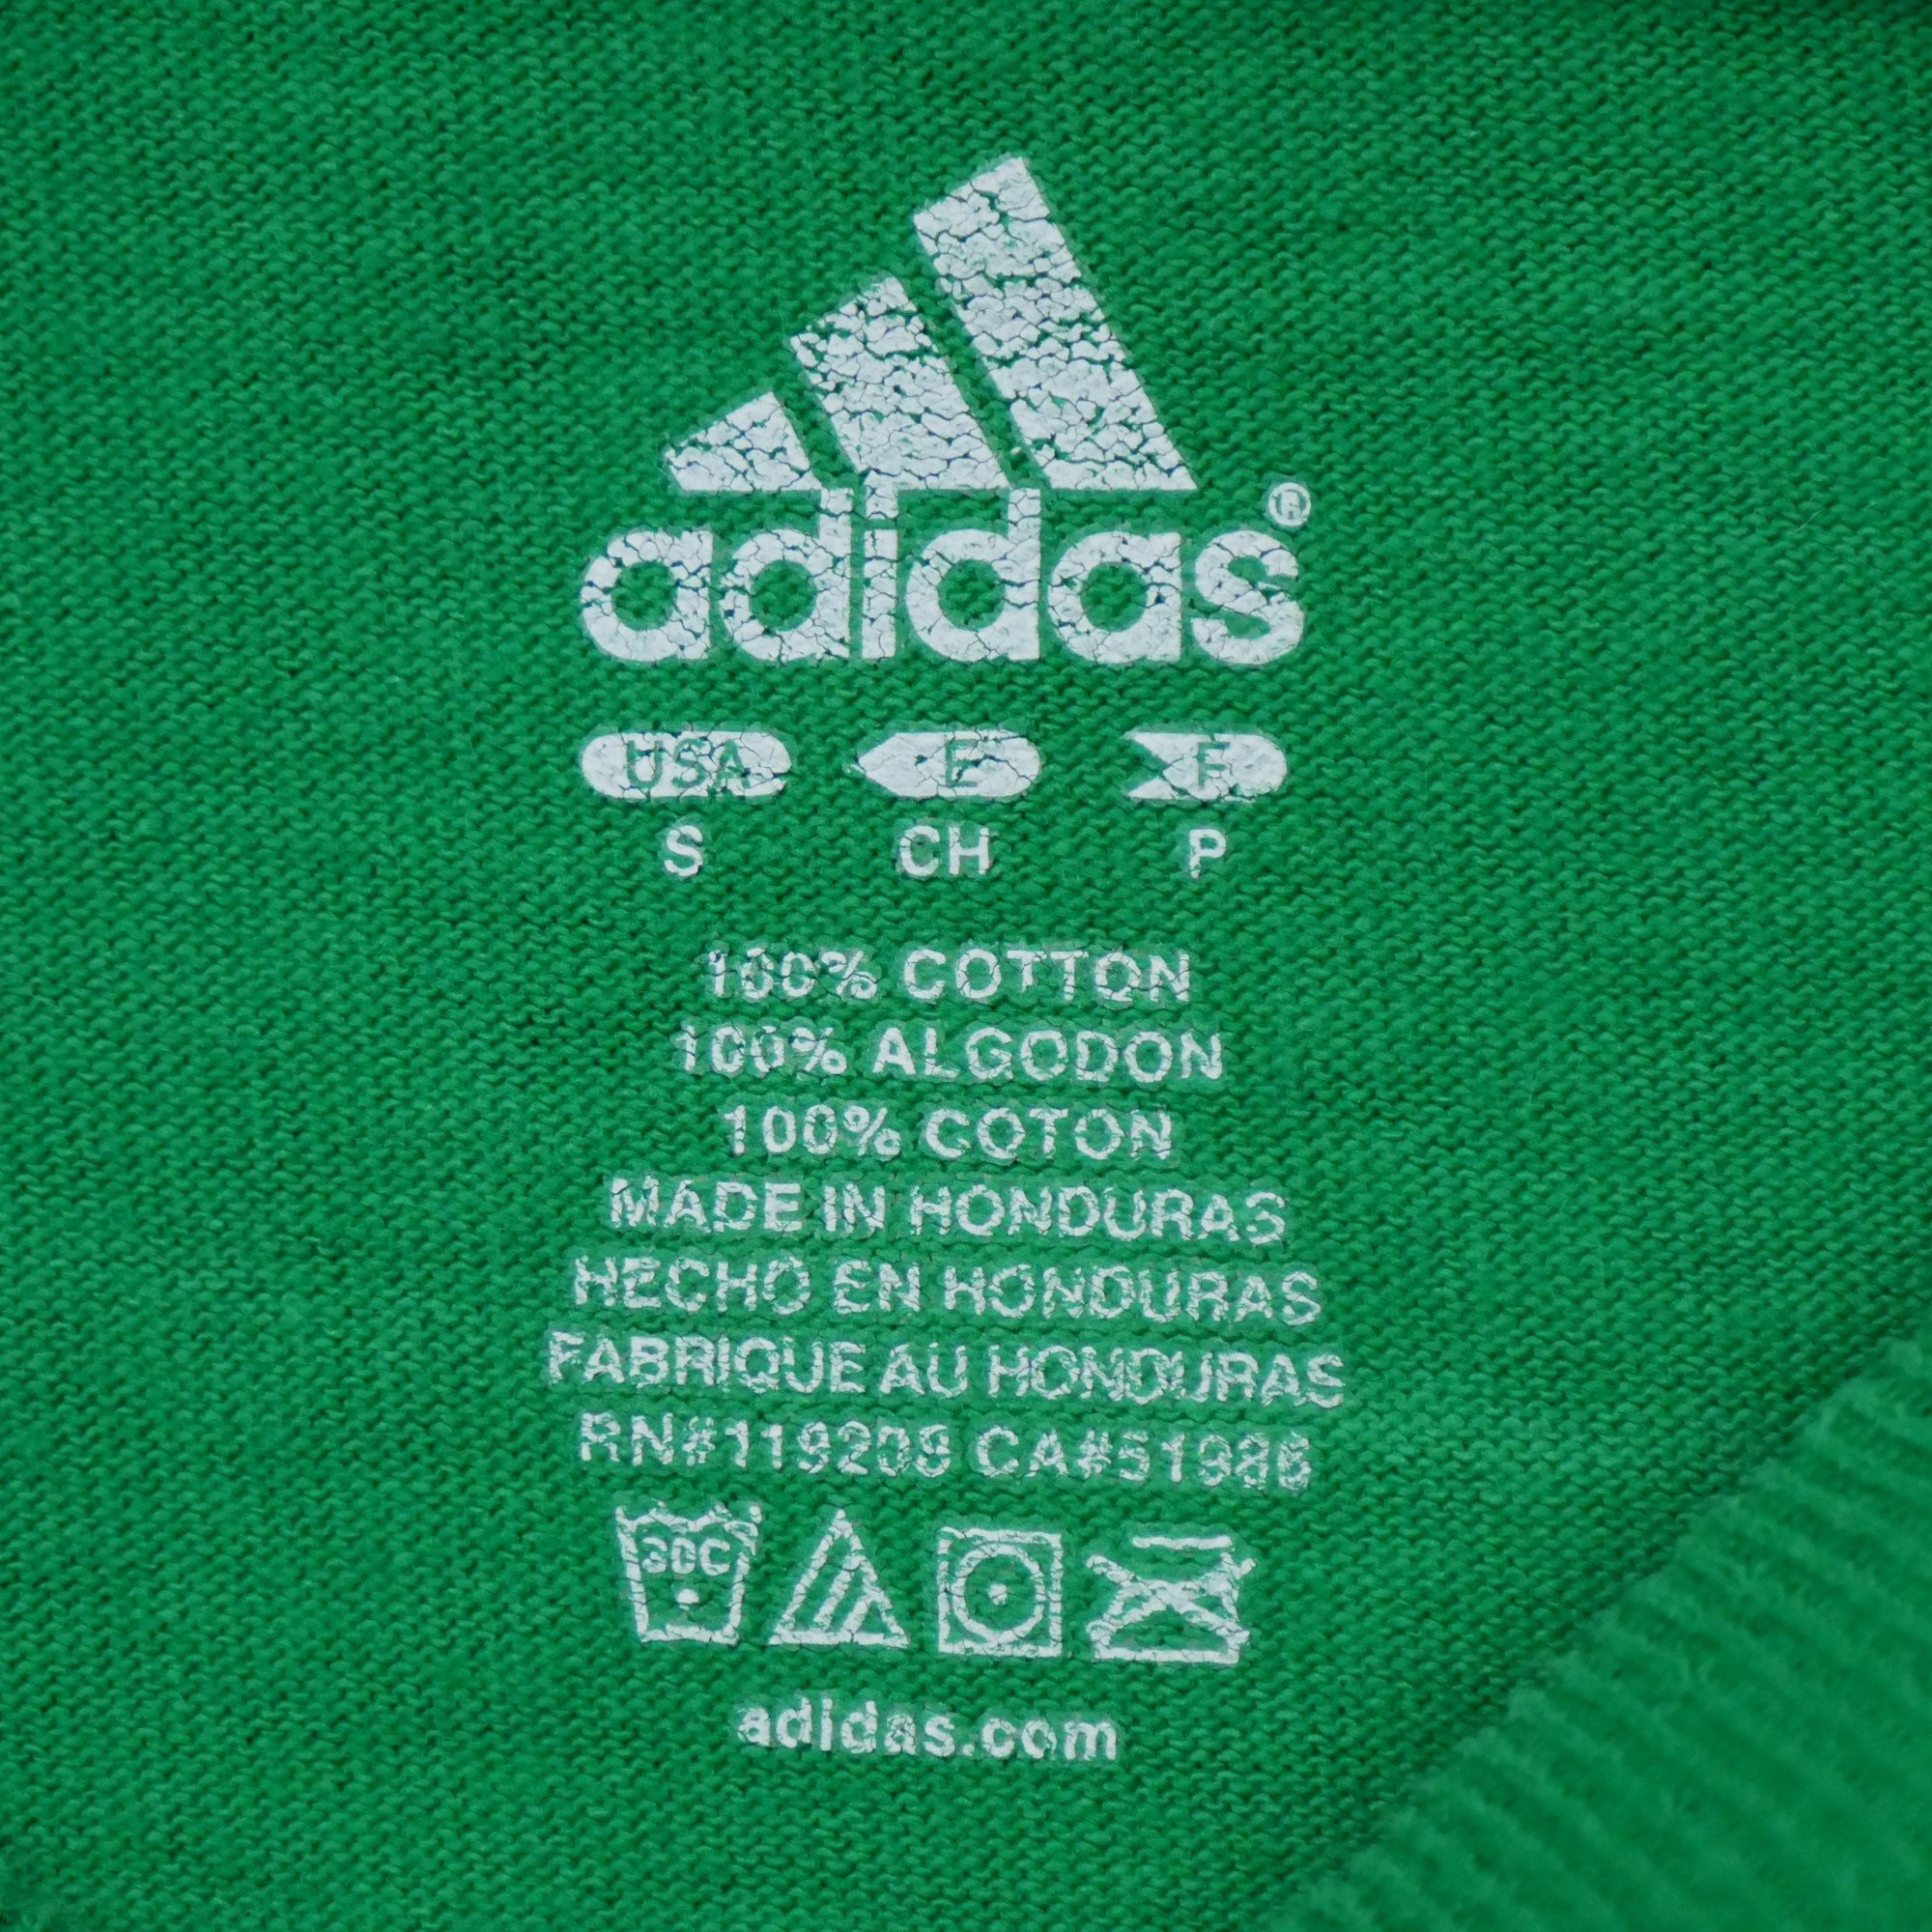 adidas®
USA E F
S CH P
100% COTTON
100% ALGODON
100% COTON
MADE IN HONDURAS
HECHO EN HONDURAS
FABRIQUE AU HONDURAS
RN#119209 CA#51986
30C
adidas.com